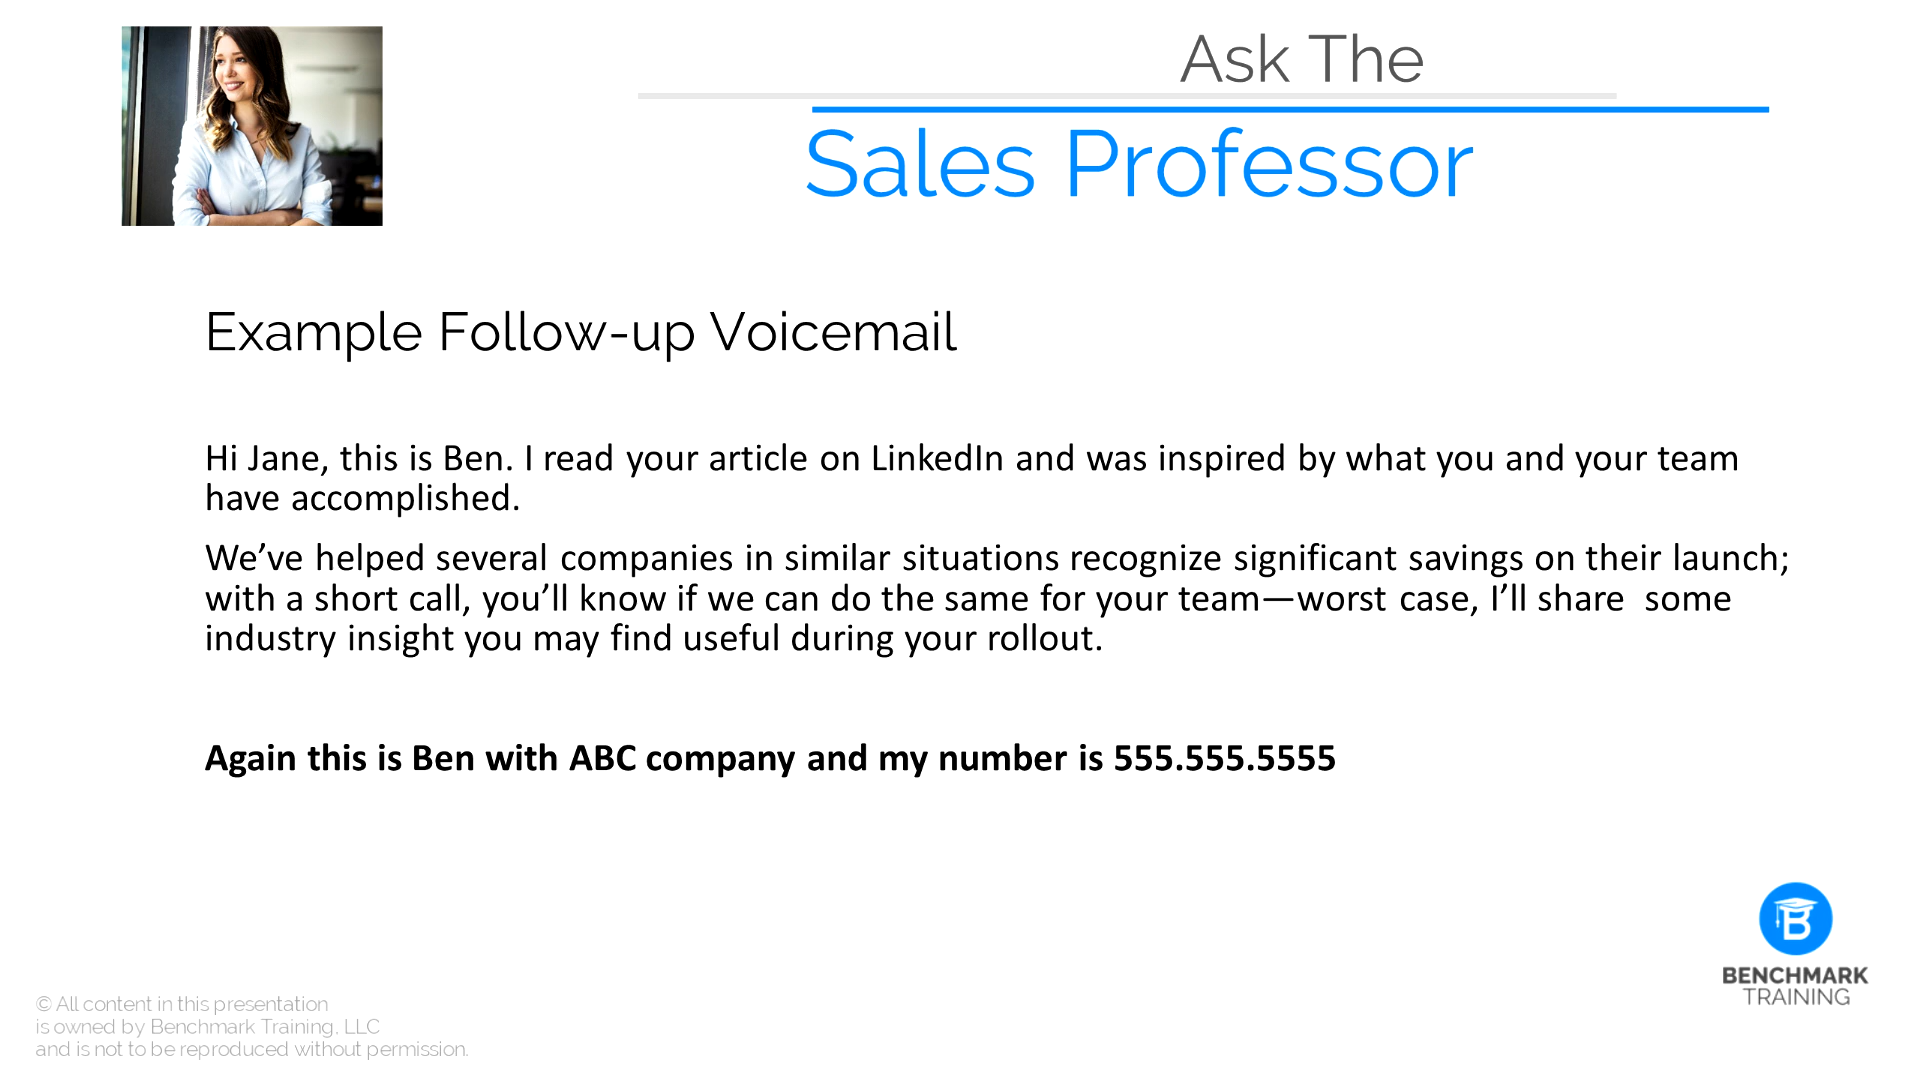 Ask The
Sales Professor
Example Follow-up Voicemail
Hi Jane, this is Ben. I read your article on LinkedIn and was inspired by what you and your team
have accomplished.
We’ve helped several companies in similar situations recognize significant savings on their launch;
with a short call, you’ll know if we can do the same for your team—worst case, I’ll share  some
industry insight you may find useful during your rollout.
Again this is Ben with ABC company and my number is 555.555.5555
B
BENCHMARK
TRAINING
© All content in this presentation
is owned by Benchmark Training, LLC
and is not to be reproduced without permission.